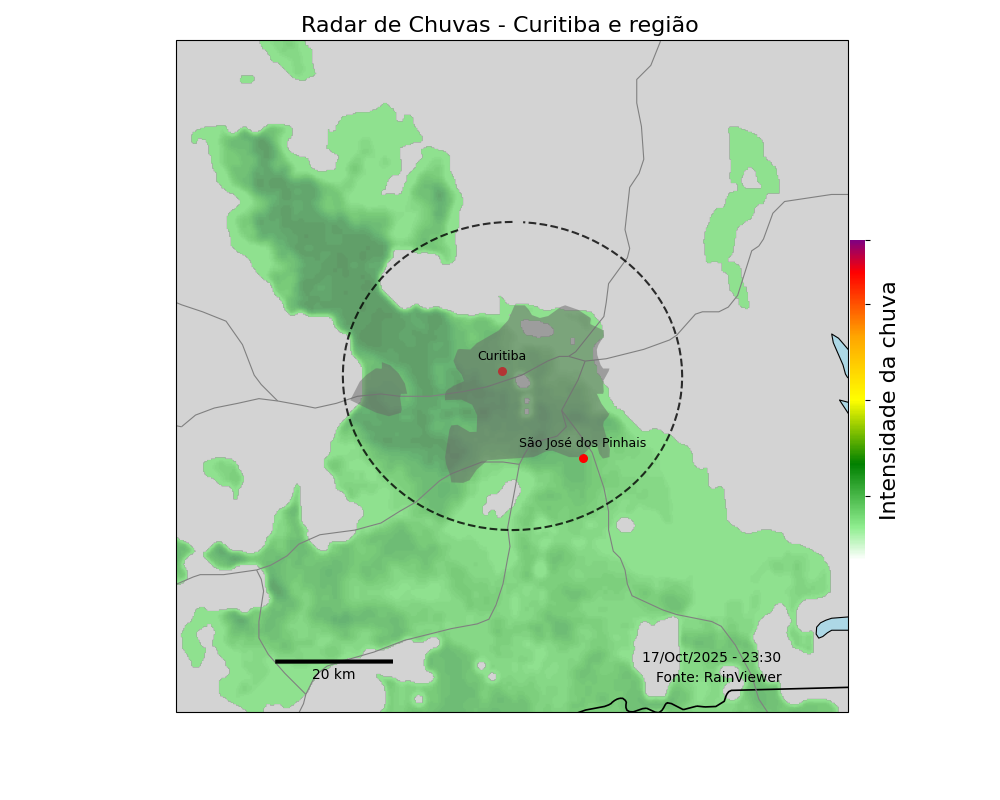 Radar de Chuvas - Curitiba e região
Curitiba
São José dos Pinhais
Intensidade da chuva
17/Oct/2025 - 23:30
Fonte: RainViewer
20 km